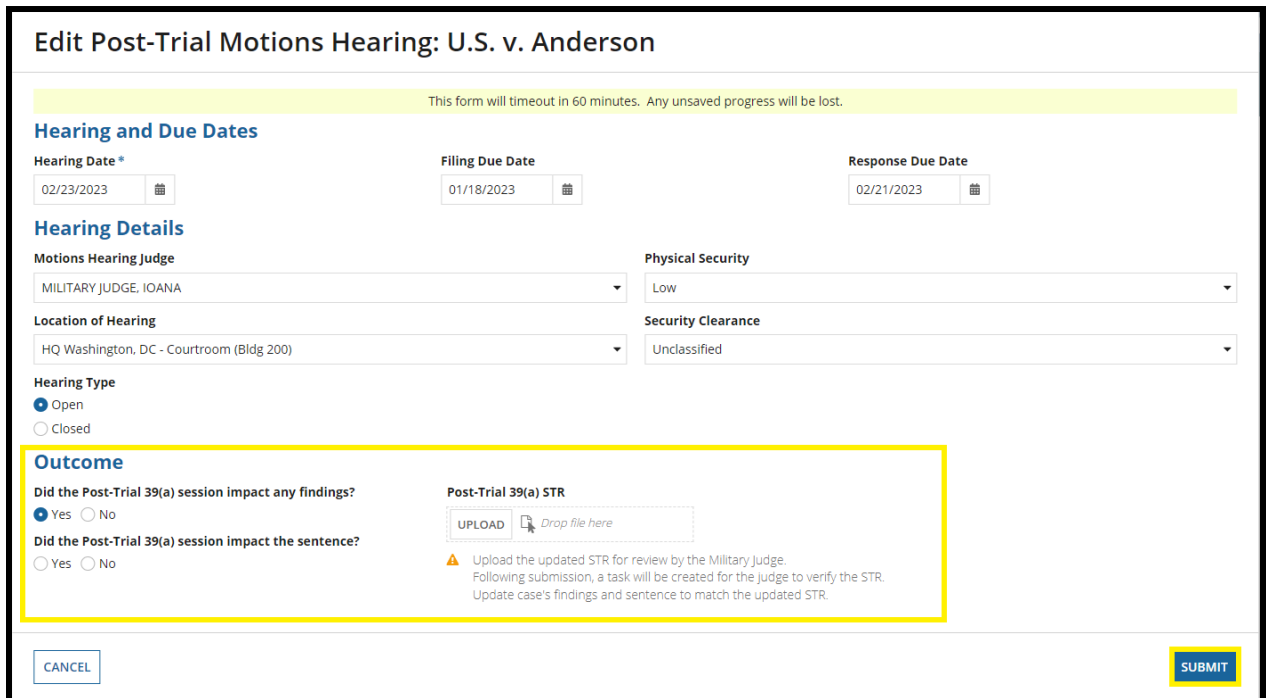 Edit Post-Trial Motions Hearing: U.S. v. Anderson
This form will timeout in 60 minutes. Any unsaved progress will be lost.
Hearing and Due Dates
Hearing Date *
Filing Due Date
Response Due Date
02/23/2023
01/18/2023
02/21/2023
Hearing Details
Motions Hearing Judge
Physical Security
MILITARY JUDGE, IOANA
Low
Location of Hearing
Security Clearance
HQ Washington, DC - Courtroom (Bldg 200)
Unclassified
Hearing Type
Open
Closed
Outcome
Did the Post-Trial 39(a) session impact any findings?
Yes No
Did the Post-Trial 39(a) session impact the sentence?
Yes No
Post-Trial 39(a) STR
UPLOAD Drop file here
Upload the updated STR for review by the Military Judge.
Following submission, a task will be created for the judge to verify the STR.
Update case's findings and sentence to match the updated STR.
CANCEL
SUBMIT